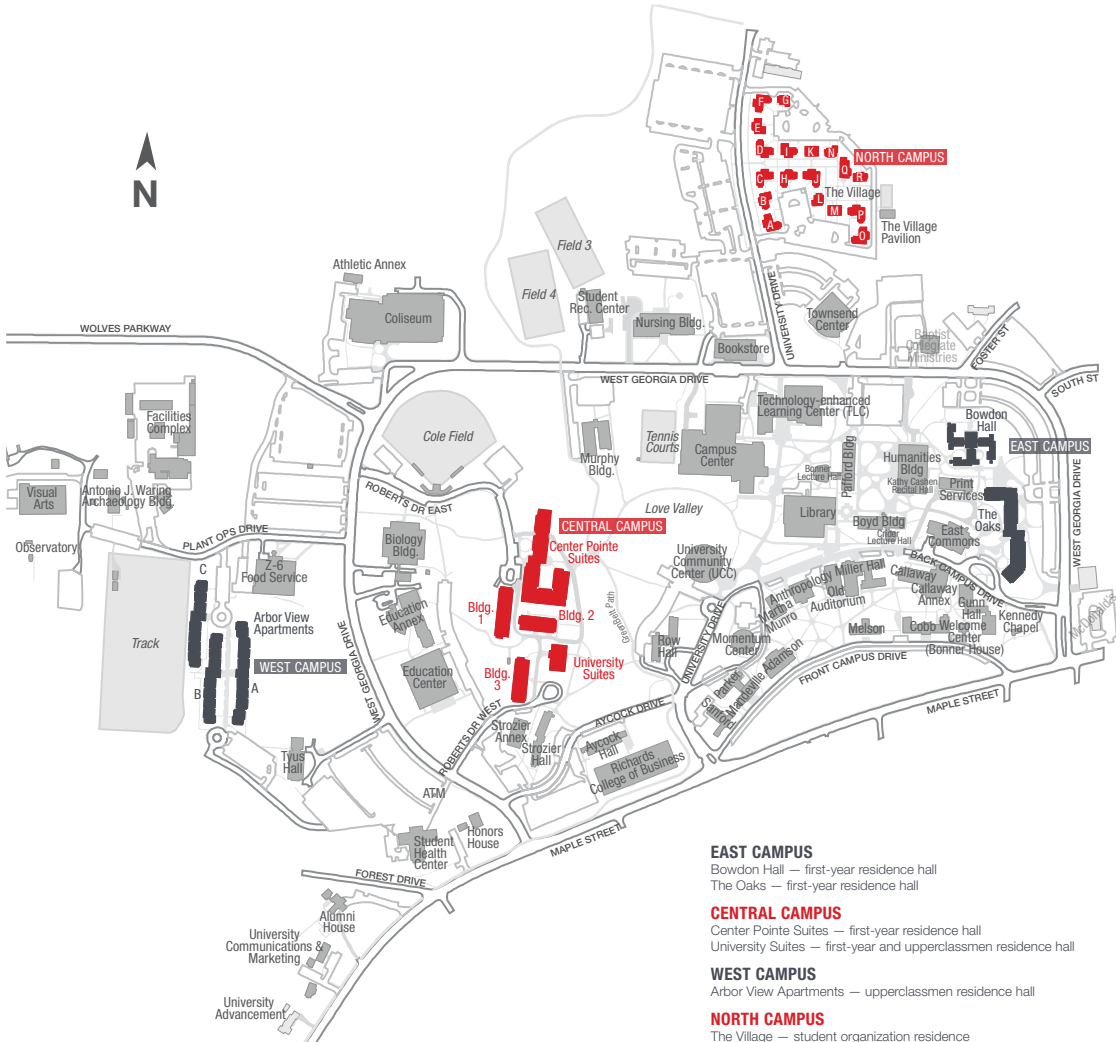 F
G
E
D
I
K
N
NORTH CAMPUS
Q
R
C
H
J
The Village
B
L
M
P
A
O
The Village
Pavilion
N
Field 3
Athletic Annex
Field 4
Student
Rec. Center
UNIVERSITY DRIVE
Townsend
Center
Coliseum
Nursing Bldg.
WOLVES PARKWAY
Bookstore
Baptist
Collegiate
Ministries
FOSTER ST
WEST GEORGIA DRIVE
SOUTH ST
Technology-enhanced
Learning Center (TLC)
Facilities
Complex
Cole Field
Tennis
Courts
Murphy
Bldg.
Campus
Center
Bonner
Lecture Hall
Pafford Bldg
Humanities
Bldg
Kathy Cashen
Recital Hall
Bowdon
Hall
EAST CAMPUS
Print
Services
Visual
Arts
Antonio J. Waring
Archaeology Bldg.
ROBERTS DR EAST
Love Valley
Library
Boyd Bldg
Crider
Lecture Hall
The
Oaks
East
Commons
WEST GEORGIA DRIVE
CENTRAL CAMPUS
Center Pointe
Suites
PLANT OPS DRIVE
Observatory
Biology
Bldg.
University
Community
Center (UCC)
BACK CAMPUS DRIVE
Z-6
Food Service
C
Anthropology
Miller Hall
Martha
Munro
Old
Auditorium
Callaway
Callaway
Annex
Gunn
Hall
Kennedy
Chapel
McDonald's
Bldg.
1
Bldg. 2
Education
Annex
Greenbelt Path
Arbor View
Apartments
Track
WEST CAMPUS
B
A
WEST GEORGIA DRIVE
Education
Center
Bldg.
3
University
Suites
Row
Hall
UNIVERSITY DRIVE
Momentum
Center
Melson
Cobb
Welcome
Center
(Bonner House)
Parker
Sanford
Mandeville
Adamson
FRONT CAMPUS DRIVE
MAPLE STREET
ROBERTS DR WEST
Strozier
Annex
Strozier
Hall
AYCOCK DRIVE
Aycock
Hall
Richards
College of Business
Tyus
Hall
ATM
Honors
House
Student
Health
Center
MAPLE STREET
FOREST DRIVE
Alumni
House
University
Communications &
Marketing
University
Advancement
EAST CAMPUS
Bowdon Hall — first-year residence hall
The Oaks — first-year residence hall
CENTRAL CAMPUS
Center Pointe Suites — first-year residence hall
University Suites — first-year and upperclassmen residence hall
WEST CAMPUS
Arbor View Apartments — upperclassmen residence hall
NORTH CAMPUS
The Village — student organization residence